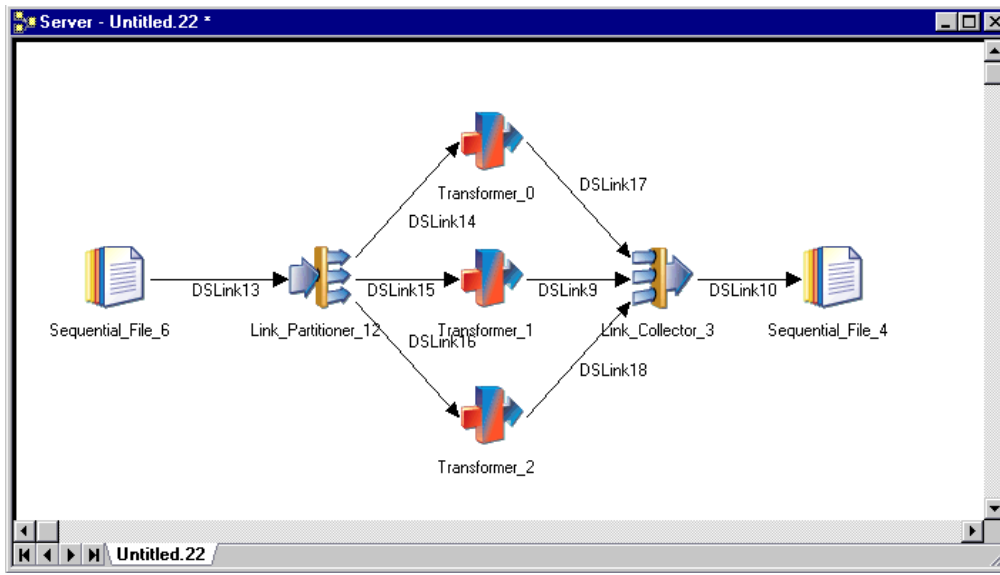 Server - Untitled.22 *
Transformer_0
DSLink17
DSLink14
DSLink13
DSLink15
DSLink9
DSLink10
Sequential_File_6
Link_Partitioner_12
Transformer_1
Link_Collector_3
Sequential_File_4
DSLink16
DSLink18
Transformer_2
Untitled.22